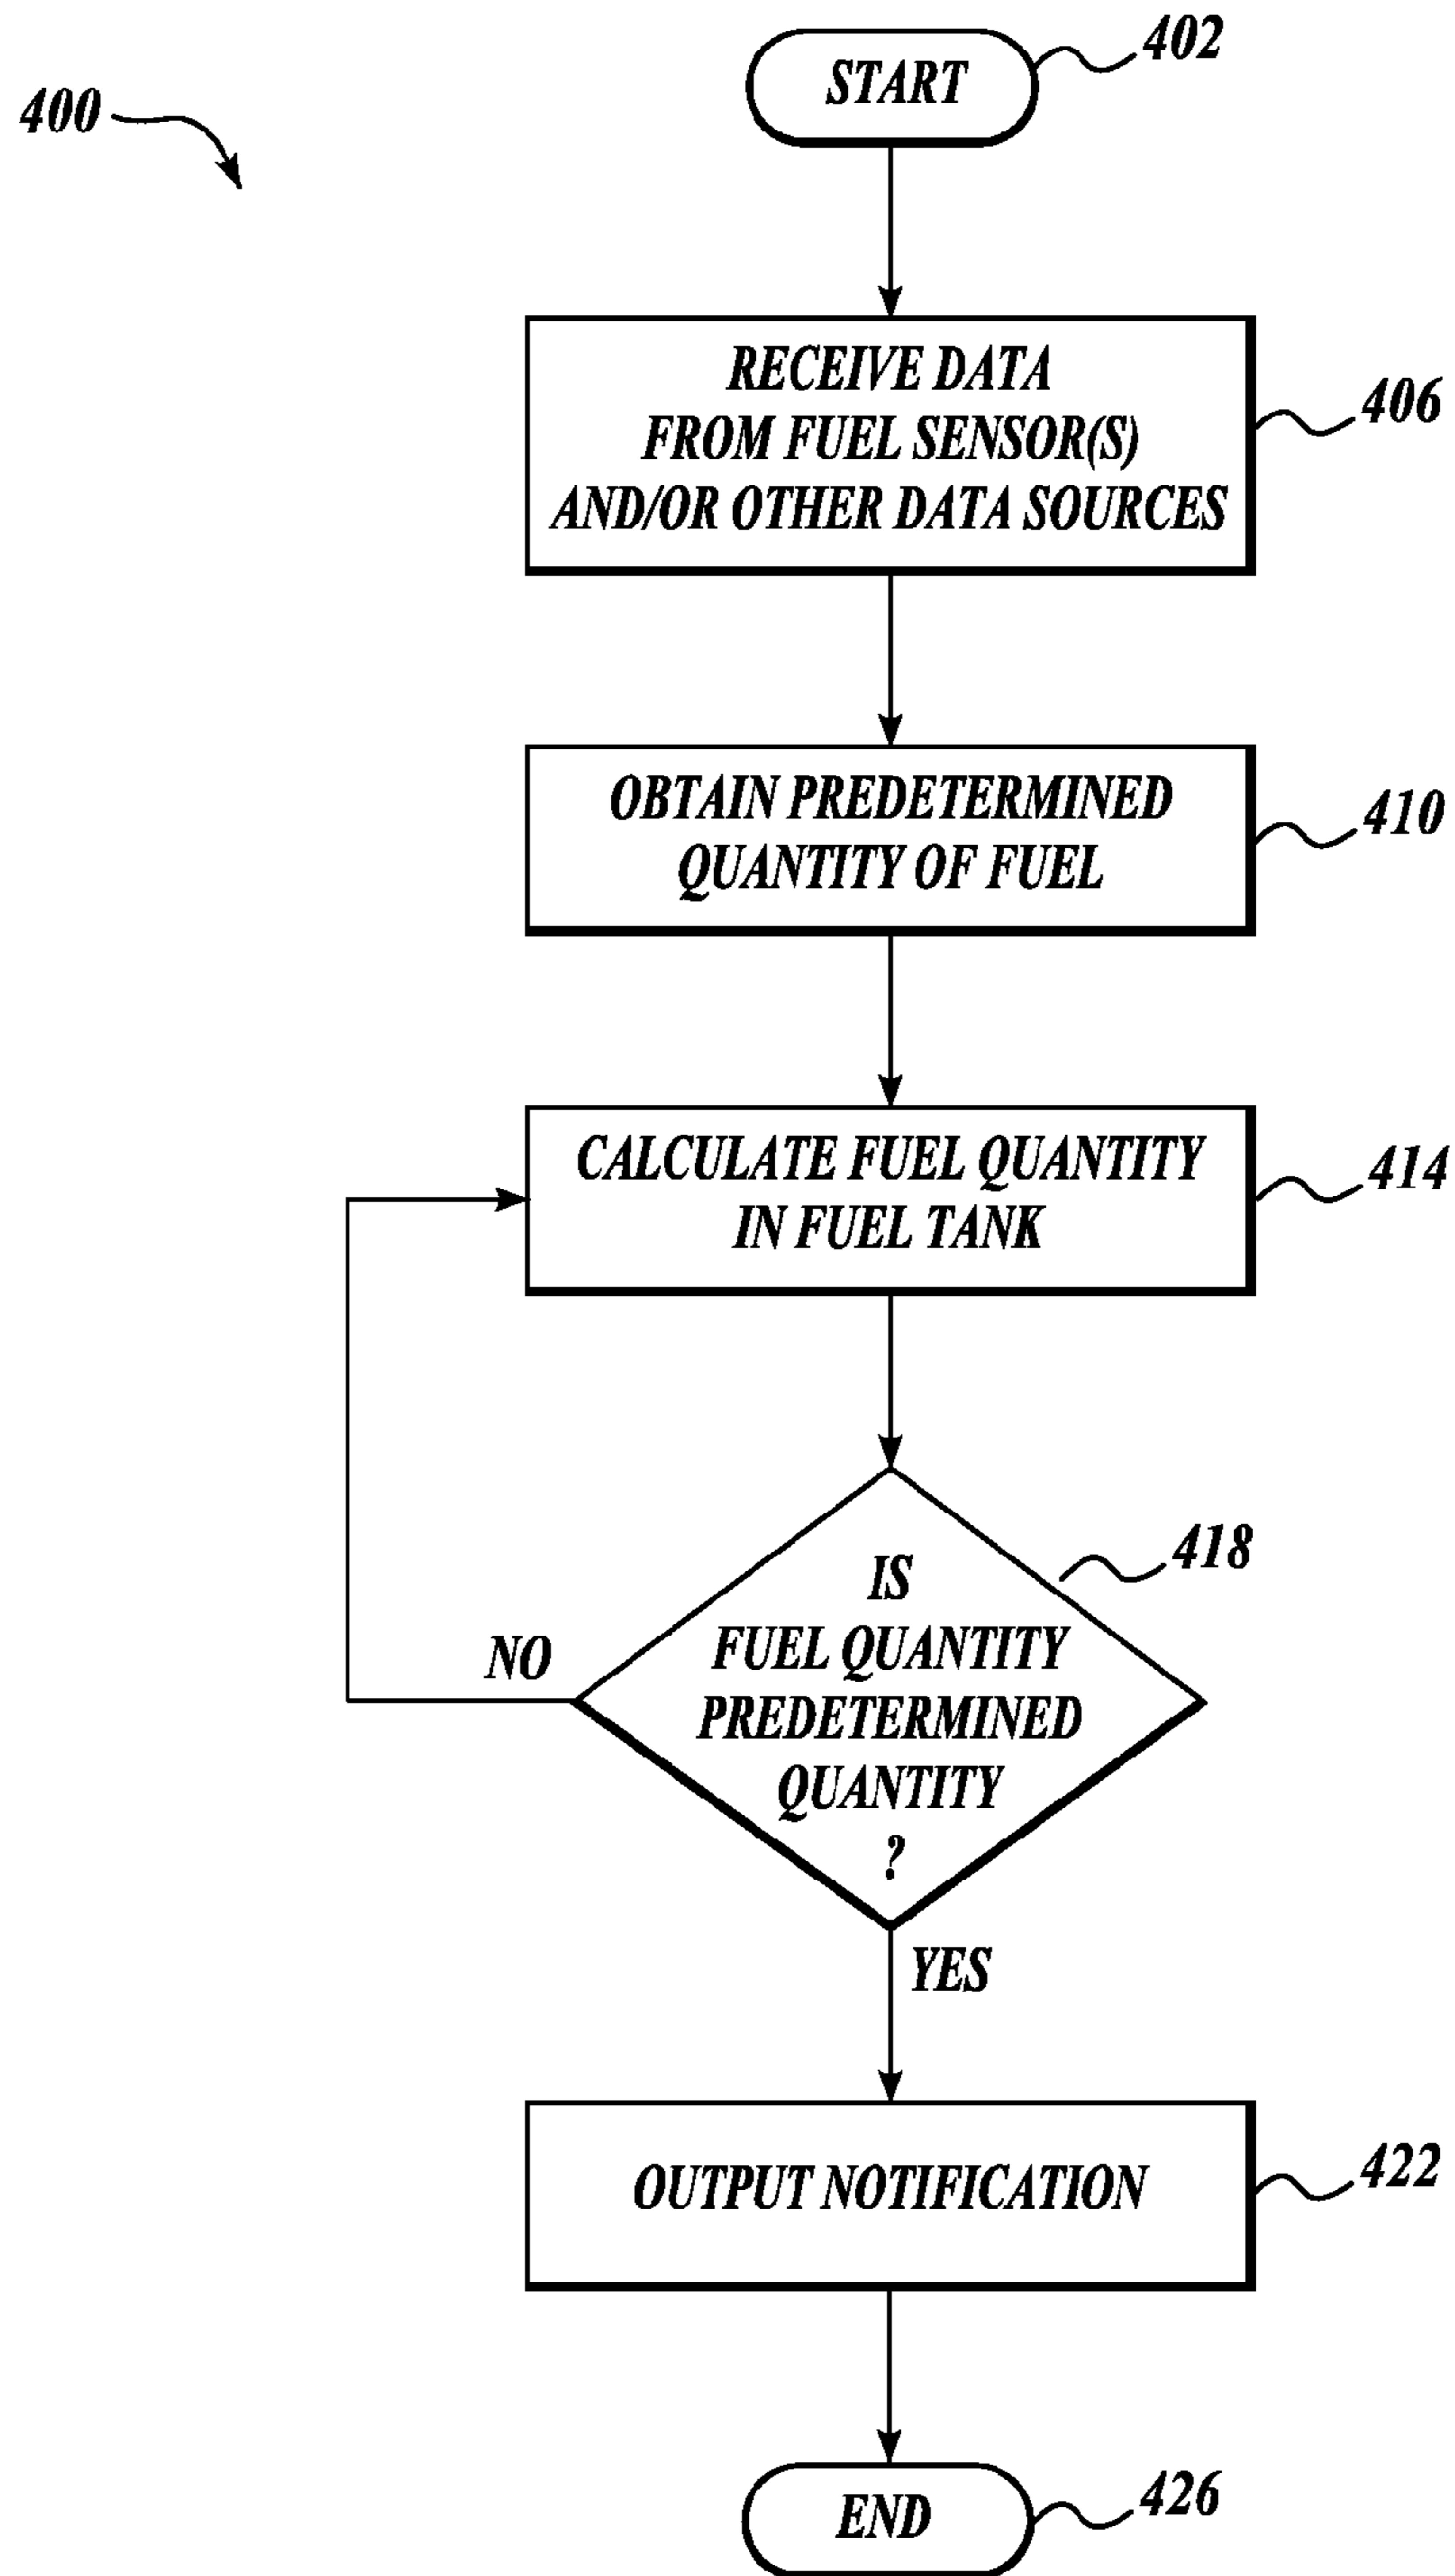 402
START
400
RECEIVE DATA
FROM FUEL SENSOR(S)
AND/OR OTHER DATA SOURCES
406
OBTAIN PREDETERMINED
QUANTITY OF FUEL
410
CALCULATE FUEL QUANTITY
IN FUEL TANK
414
418
IS
FUEL QUANTITY
PREDETERMINED
QUANTITY
?
NO
YES
OUTPUT NOTIFICATION
422
END
426